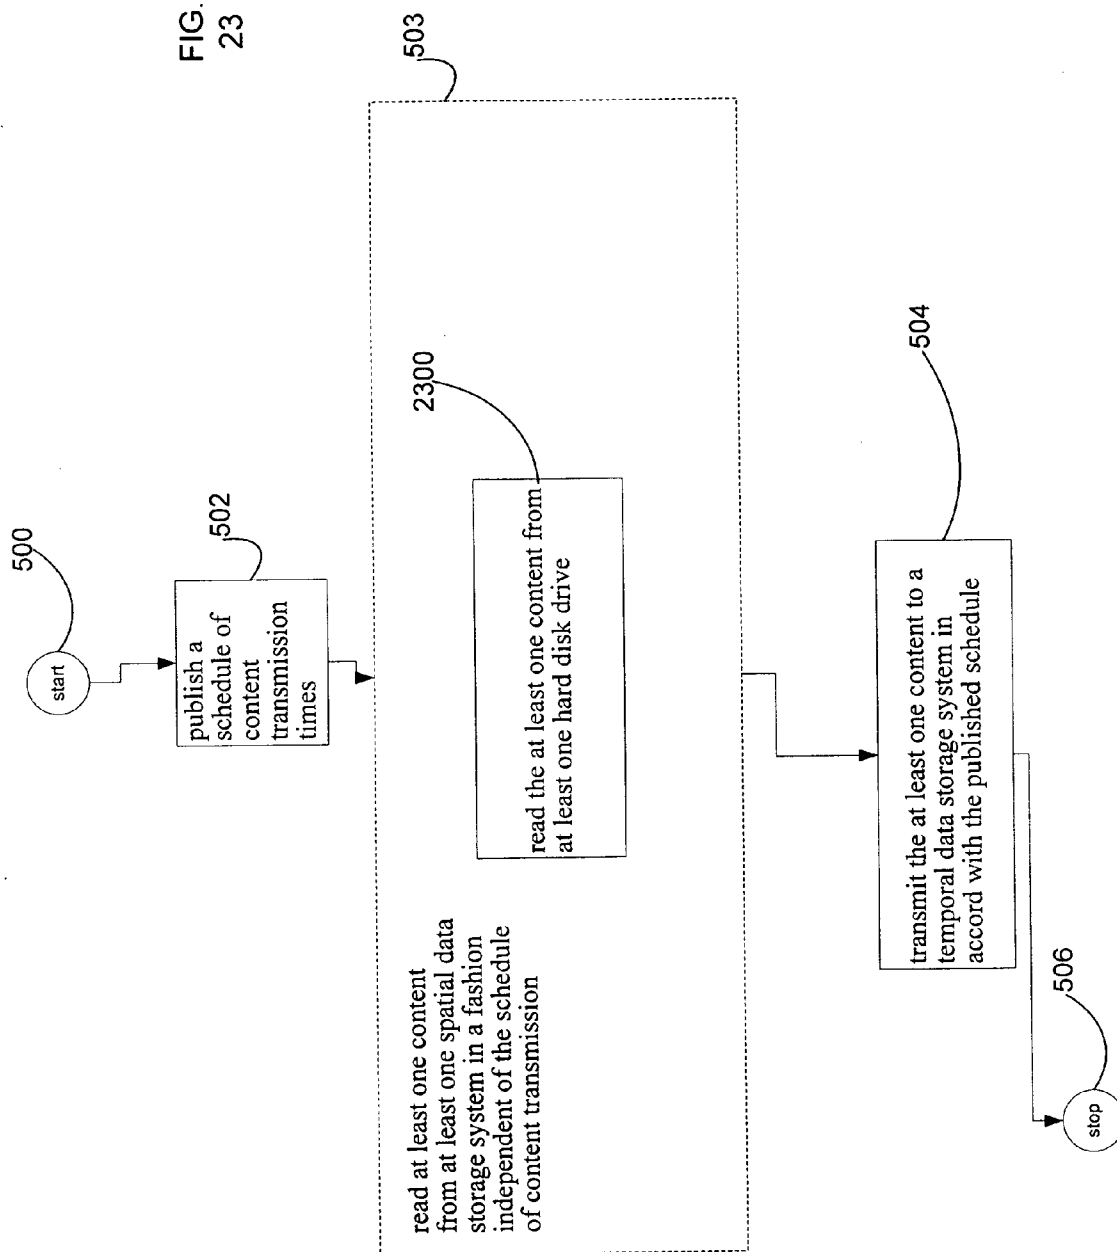 FIG.
23
500
start
502
publish a
schedule of
content
transmission
times
503
read at least one content
from at least one spatial data
storage system in a fashion
independent of the schedule
of content transmission
2300
read the at least one content from
at least one hard disk drive
504
transmit the at least one content to a
temporal data storage system in
accord with the published schedule
506
stop